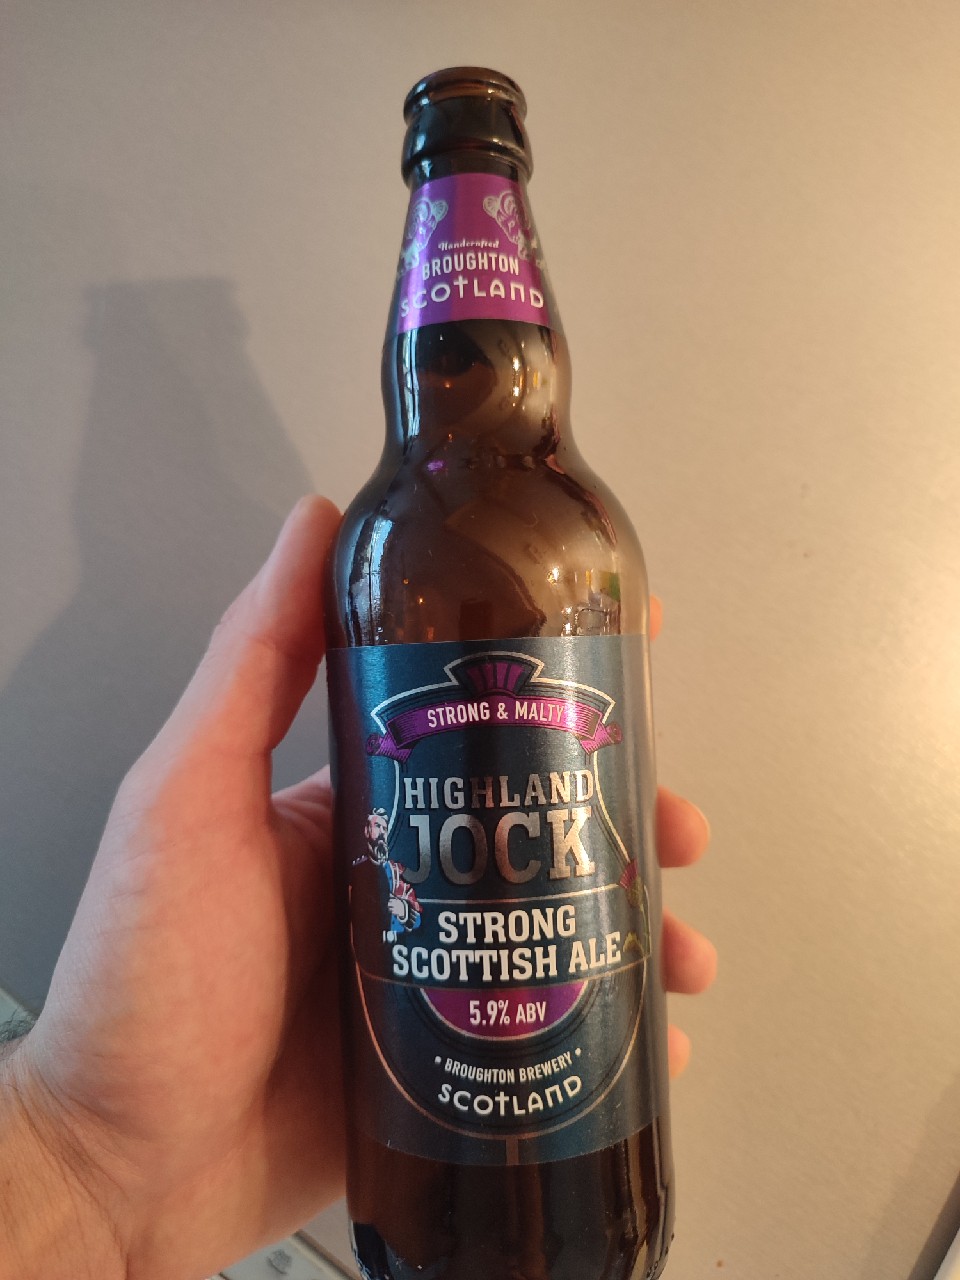 Handcrafted
BROUGHTON
SCOTLAND
STRONG & MALTY
HIGHLAND
JOCK
STRONG
SCOTTISH ALE
5.9% ABV
• BROUGHTON BREWERY •
SCOTLAND